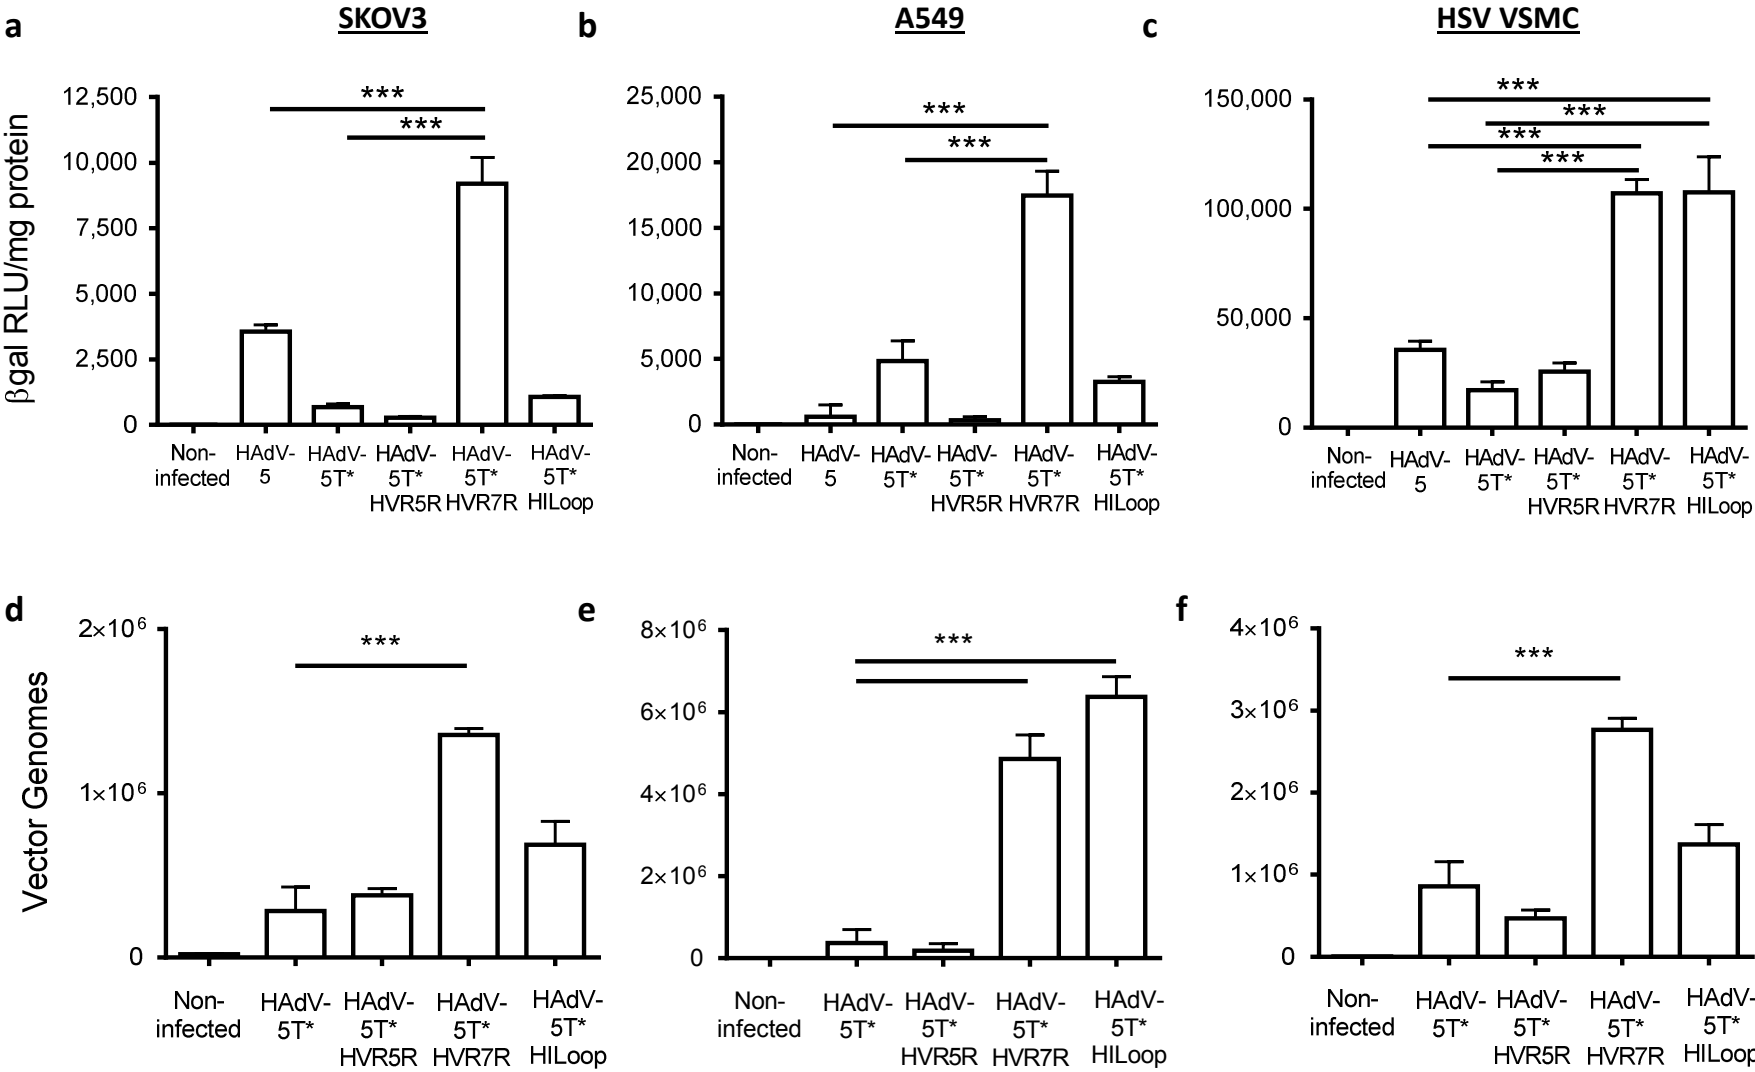 a SKOV3 b A549 c HSV VSMC
βgal RLU/mg protein
12,500
10,000
7,500
5,000
2,500
0
***
***
Non- HAdV- HAdV- HAdV- HAdV- HAdV-
infected 5 5T* 5T* 5T* 5T*
HVR5R HVR7R HILoop
25,000
20,000
15,000
10,000
5,000
0
***
***
Non- HAdV- HAdV- HAdV- HAdV- HAdV-
infected 5 5T* 5T* 5T* 5T*
HVR5R HVR7R HILoop
150,000
100,000
50,000
0
***
***
***
***
Non- HAdV- HAdV- HAdV- HAdV- HAdV-
infected 5 5T* 5T* 5T* 5T*
HVR5R HVR7R HILoop
d e f
Vector Genomes
2×10⁶
1×10⁶
0
***
Non- HAdV- HAdV- HAdV- HAdV-
infected 5T* 5T* 5T* 5T*
HVR5R HVR7R HILoop
8×10⁶
6×10⁶
4×10⁶
2×10⁶
0
***
Non- HAdV- HAdV- HAdV- HAdV-
infected 5T* 5T* 5T* 5T*
HVR5R HVR7R HILoop
4×10⁶
3×10⁶
2×10⁶
1×10⁶
0
***
Non- HAdV- HAdV- HAdV- HAdV-
infected 5T* 5T* 5T* 5T*
HVR5R HVR7R HILoop